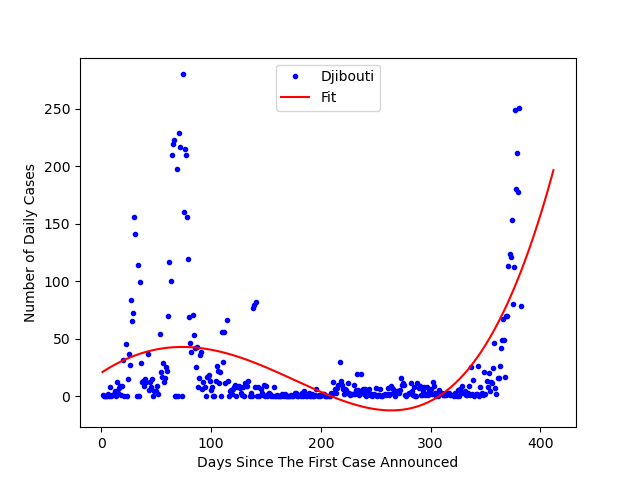 Djibouti
Fit
Number of Daily Cases
250
200
150
100
50
0
0 100 200 300 400
Days Since The First Case Announced